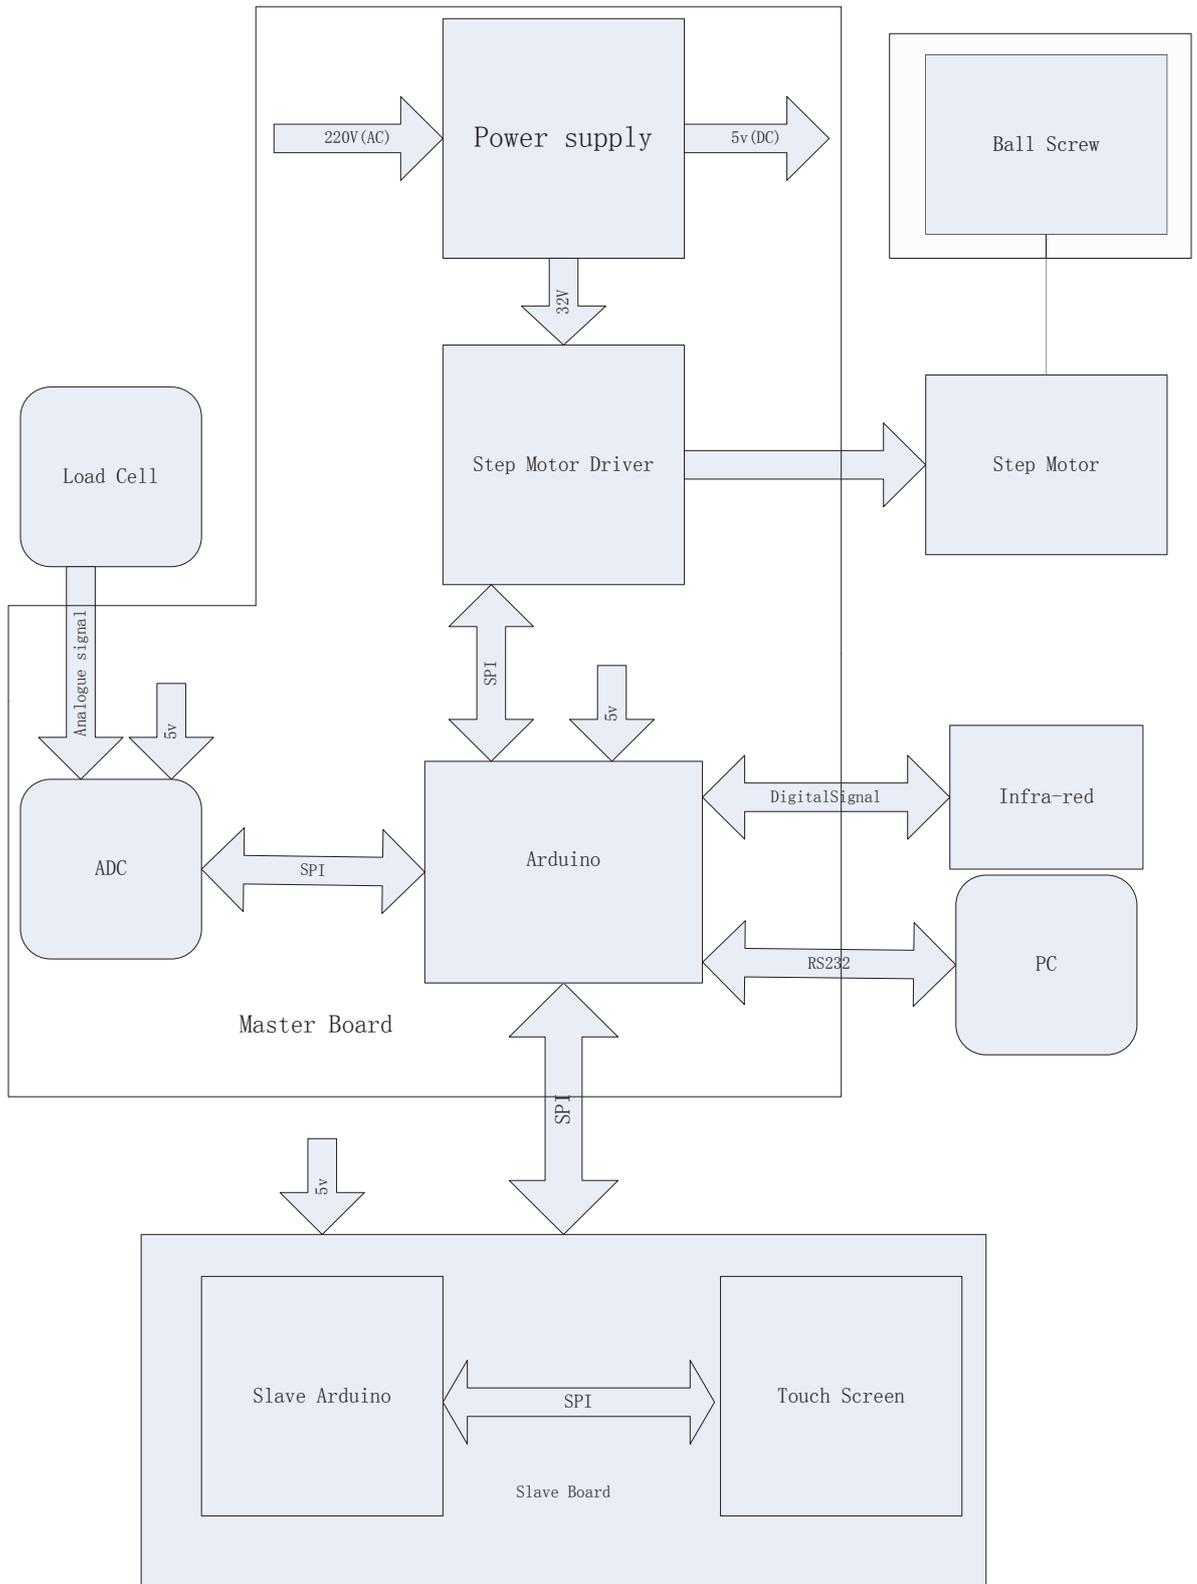 220V(AC)
Power supply
5v(DC)
Ball Screw
32V
Load Cell
Step Motor Driver
Step Motor
Analogue signal
5v
SPI
5v
DigitalSignal
Infra-red
ADC
SPI
Arduino
RS232
PC
Master Board
SPI
5v
Slave Arduino
SPI
Touch Screen
Slave Board